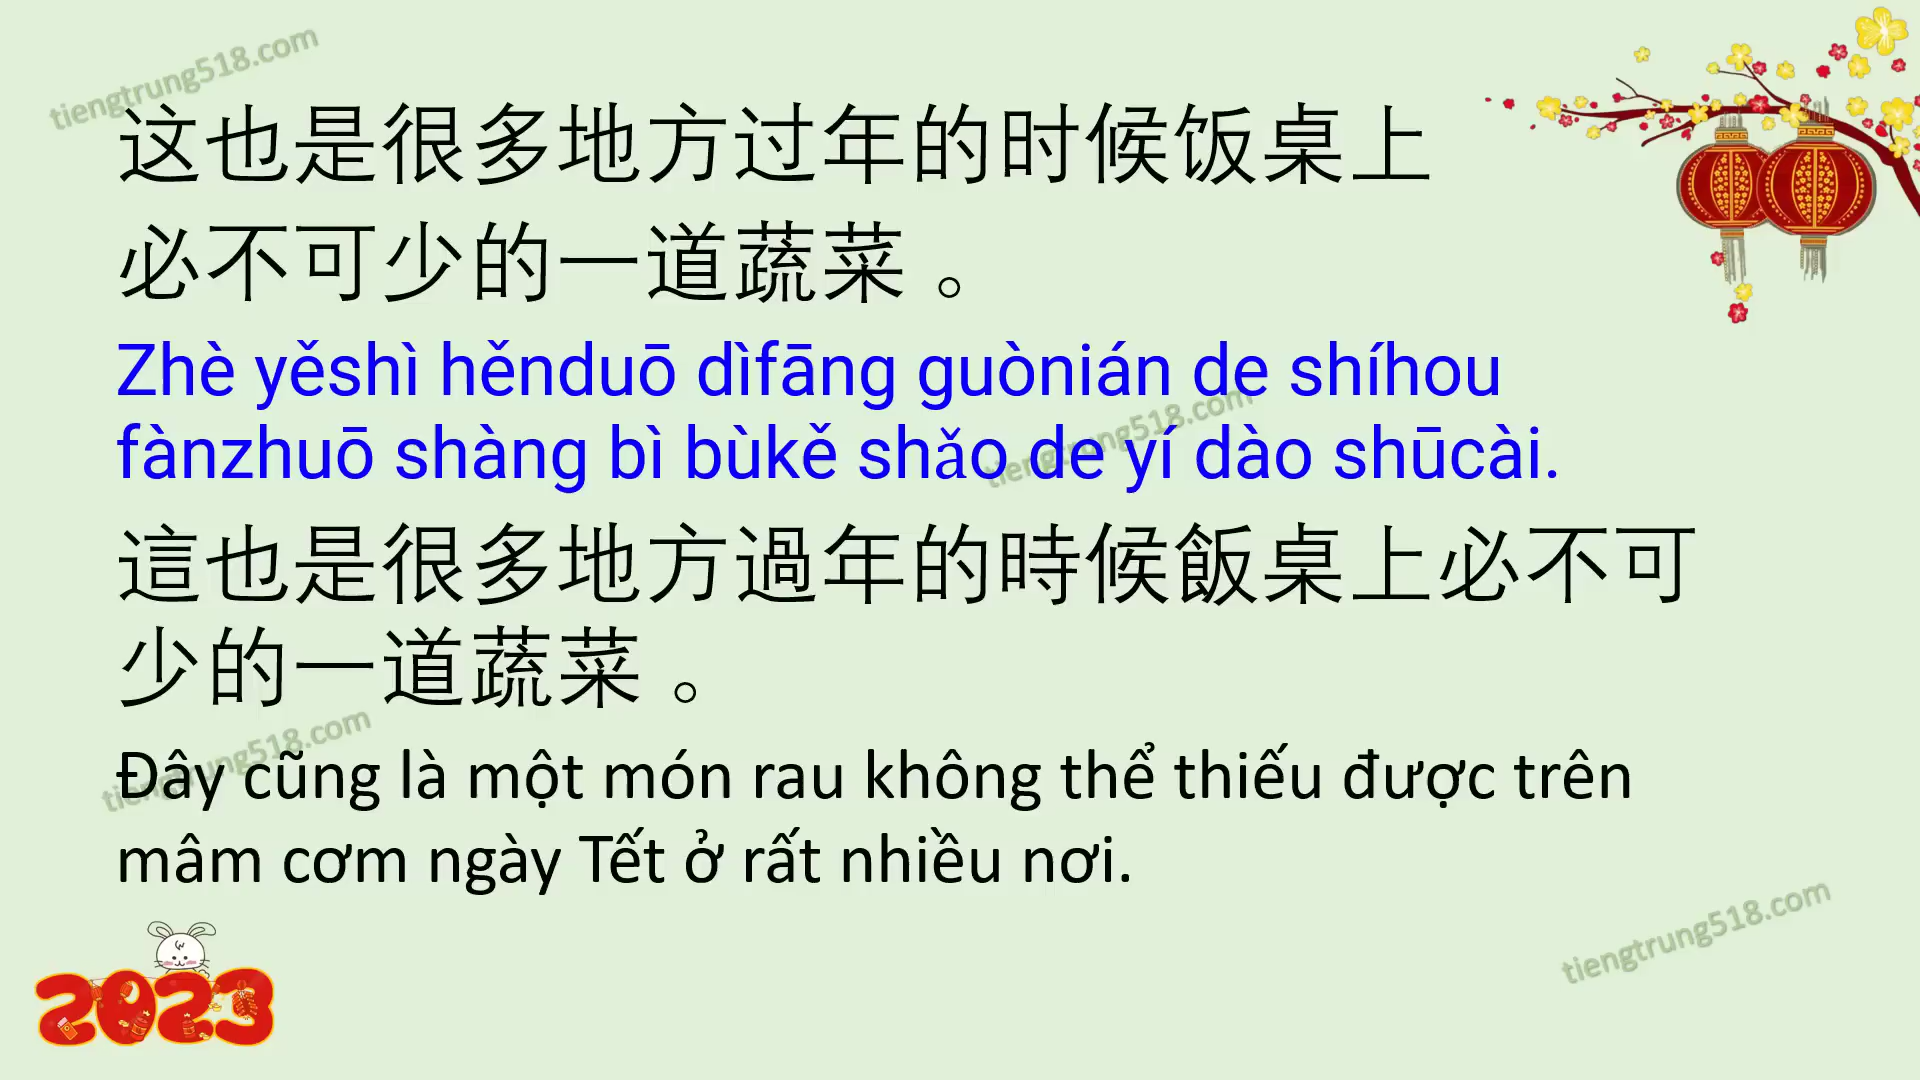 tiengtrung518.com
这也是很多地方过年的时候饭桌上
必不可少的一道蔬菜 。
Zhè yěshì hěnduō dìfāng guònián de shíhou
fànzhuō shàng bì bùkě shǎo de yí dào shūcài.
tiengtrung518.com
這也是很多地方過年的時候飯桌上必不可
少的一道蔬菜 。
tiengtrung518.com
Đây cũng là một món rau không thể thiếu được trên
mâm cơm ngày Tết ở rất nhiều nơi.
tiengtrung518.com
2023